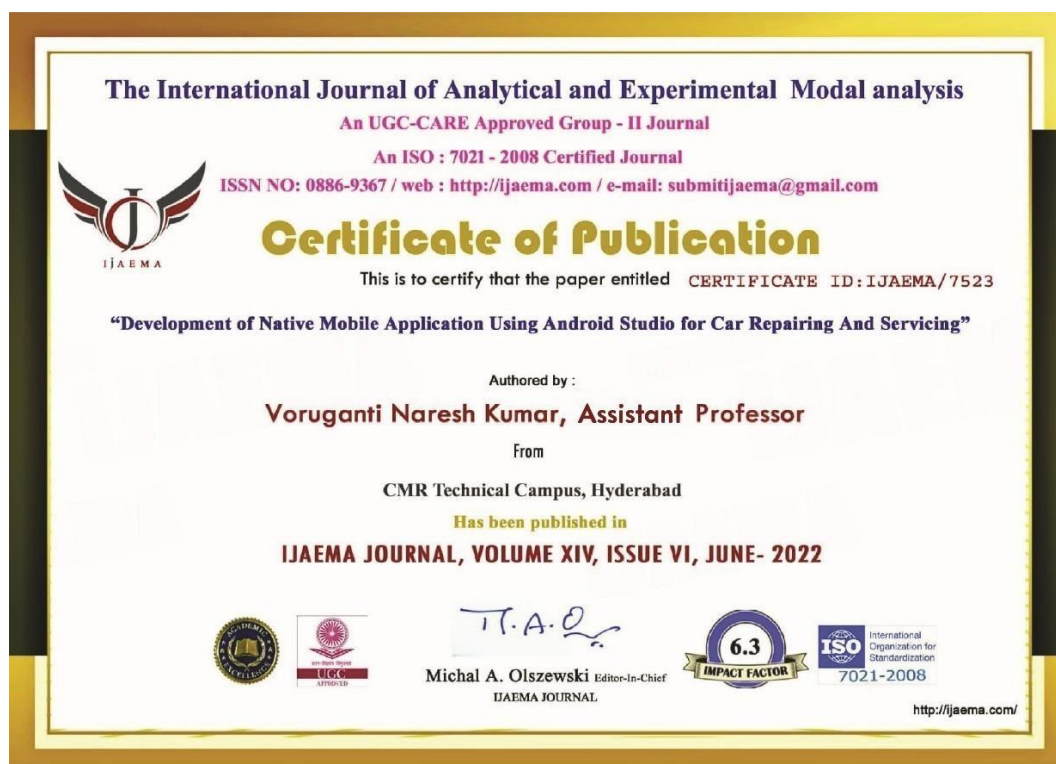 The International Journal of Analytical and Experimental Modal analysis
An UGC-CARE Approved Group - II Journal
An ISO : 7021 - 2008 Certified Journal
ISSN NO: 0886-9367 / web : http://ijaema.com / e-mail: submitijaema@gmail.com
IJAEMA
Certificate of Publication
This is to certify that the paper entitled CERTIFICATE ID:IJAEMA/7523
“Development of Native Mobile Application Using Android Studio for Car Repairing And Servicing”
Authored by :
Voruganti Naresh Kumar, Assistant Professor
From
CMR Technical Campus, Hyderabad
Has been published in
IJAEMA JOURNAL, VOLUME XIV, ISSUE VI, JUNE- 2022
ACADEMIC EXCELLENCE
UGC
APPROVED
Michal A. Olszewski Editor-In-Chief
IJAEMA JOURNAL
6.3
IMPACT FACTOR
ISO
International
Organization for
Standardization
7021-2008
http://ijaema.com/